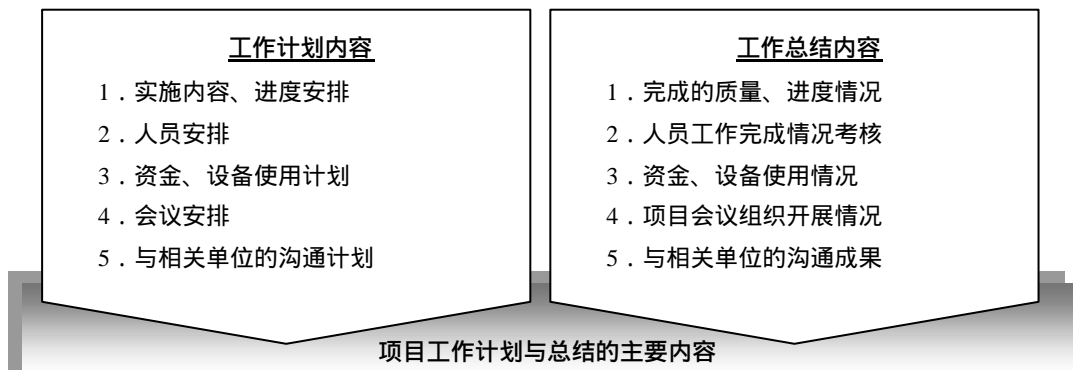 工作计划内容
1．实施内容、进度安排
2．人员安排
3．资金、设备使用计划
4．会议安排
5．与相关单位的沟通计划
工作总结内容
1．完成的质量、进度情况
2．人员工作完成情况考核
3．资金、设备使用情况
4．项目会议组织开展情况
5．与相关单位的沟通成果
项目工作计划与总结的主要内容